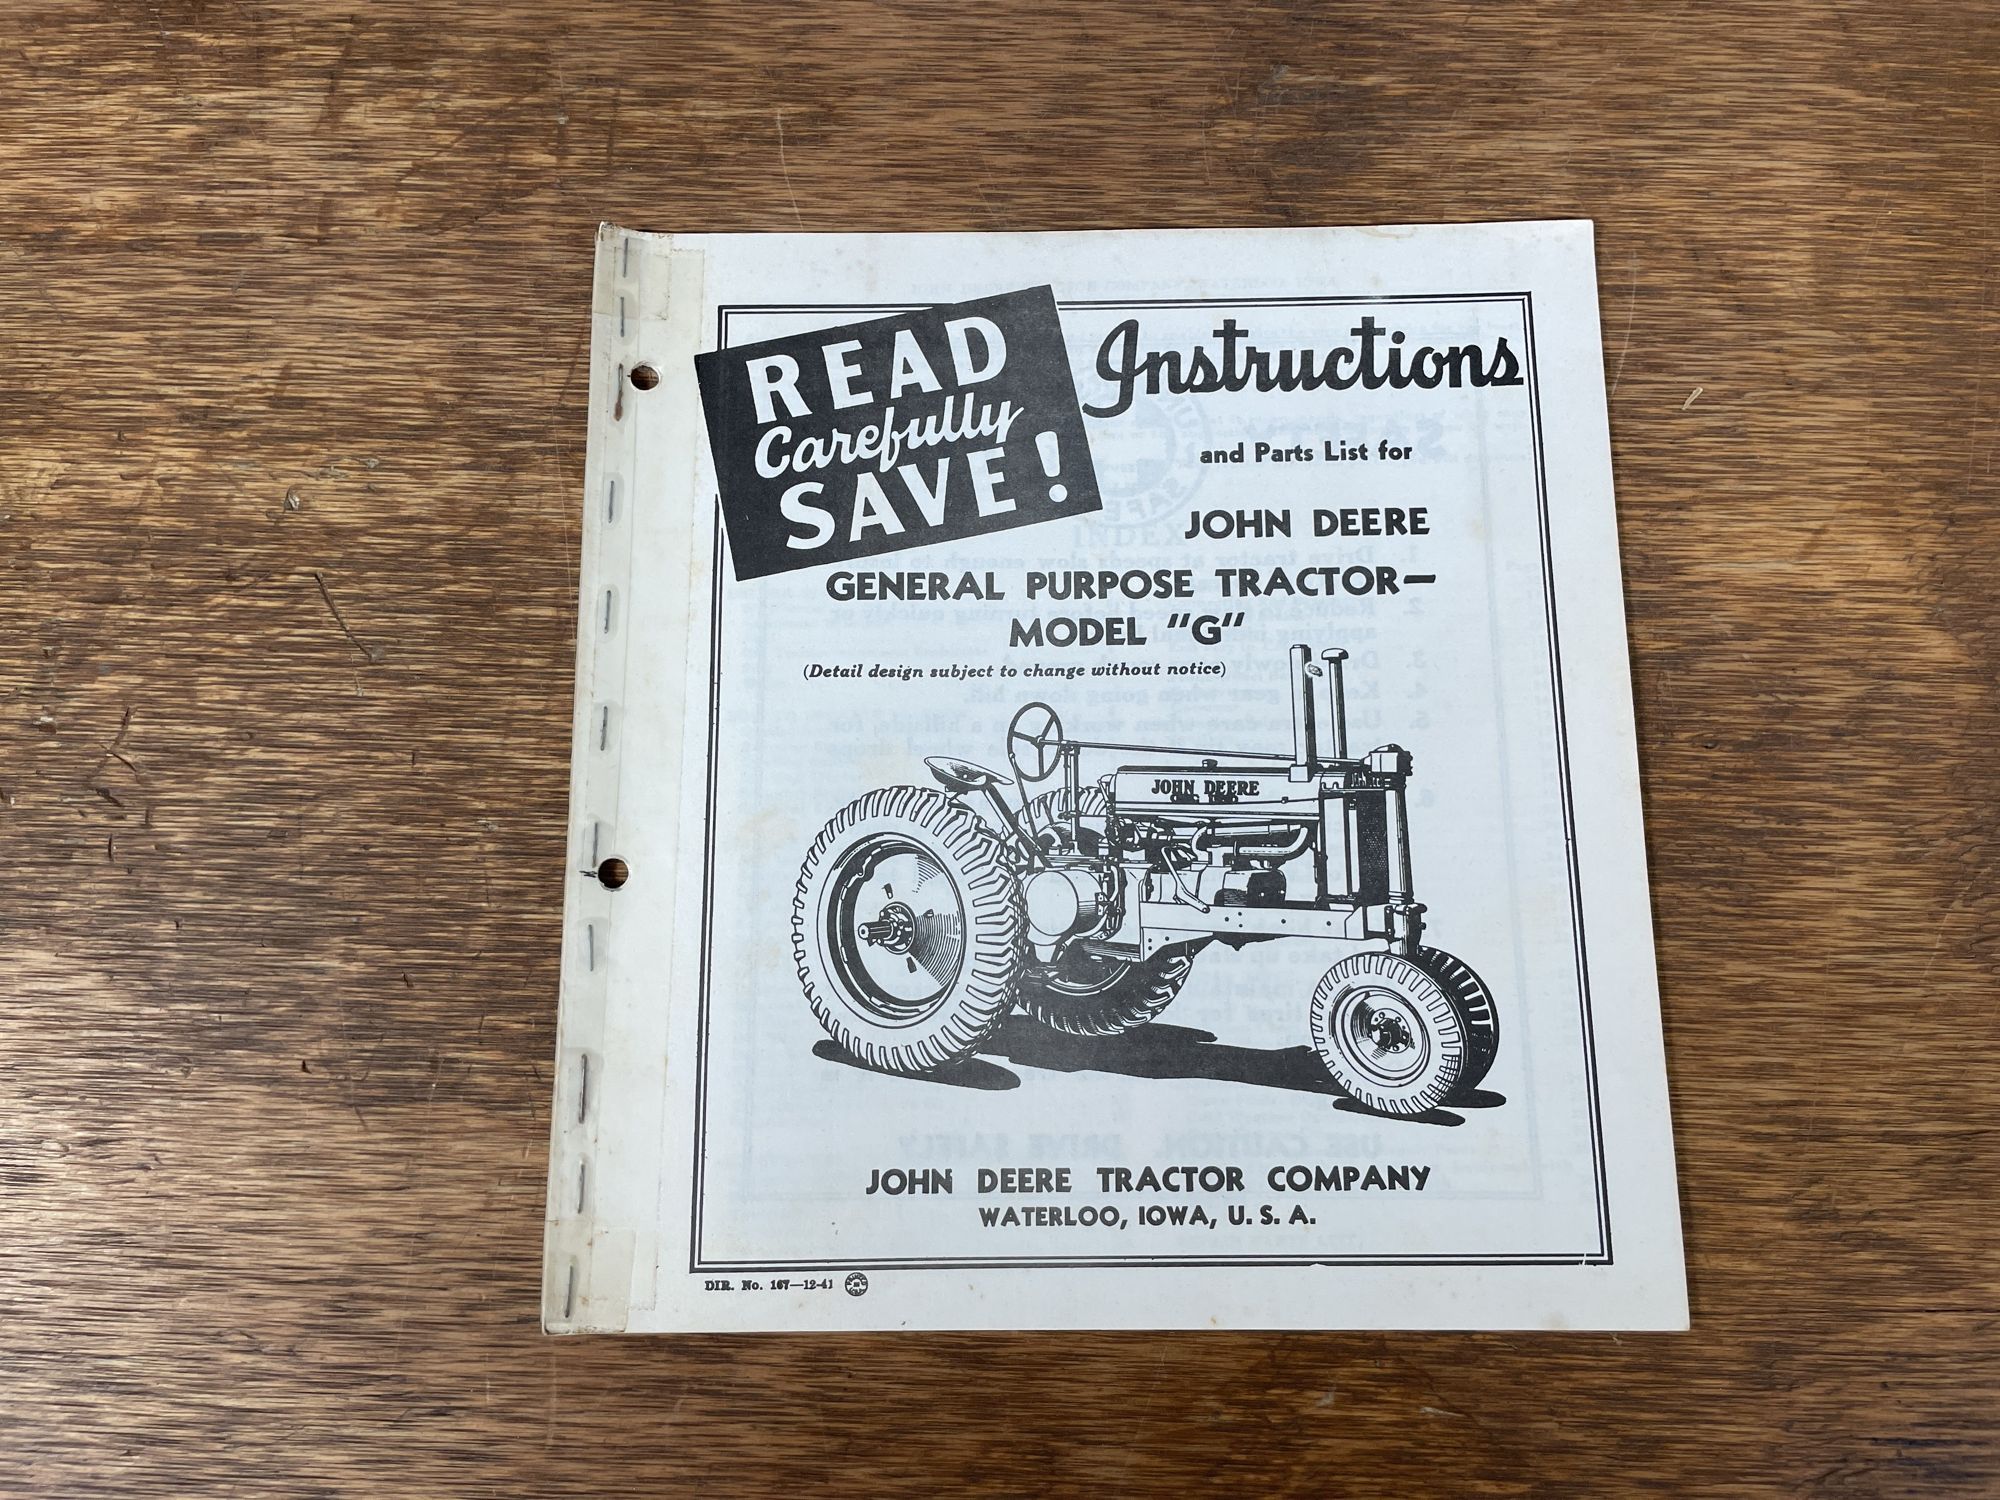 READ
Carefully
SAVE!
Instructions
and Parts List for
JOHN DEERE
GENERAL PURPOSE TRACTOR—
MODEL "G"
(Detail design subject to change without notice)
JOHN DEERE
JOHN DEERE TRACTOR COMPANY
WATERLOO, IOWA, U. S. A.
DIR. No. 167—12-41